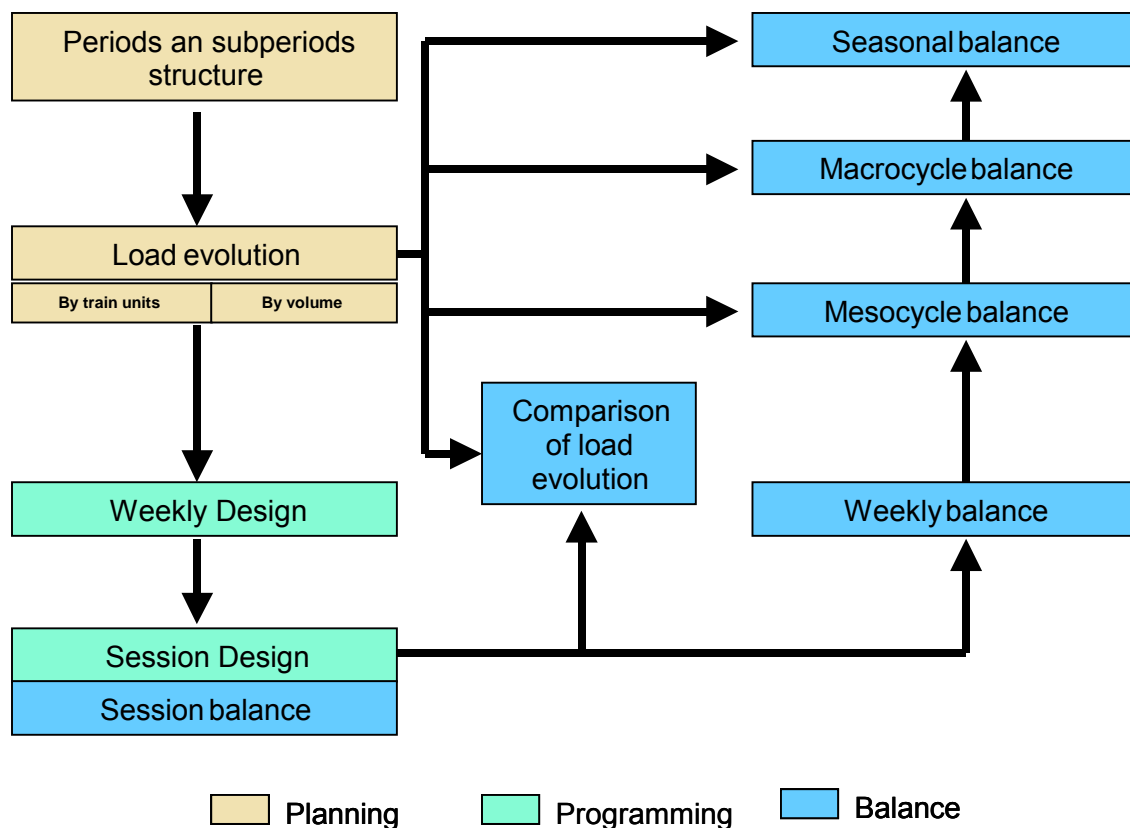 Periods an subperiods
structure
Seasonal balance
Macrocycle balance
Load evolution
By train units
By volume
Mesocycle balance
Comparison
of load
evolution
Weekly Design
Weekly balance
Session Design
Session balance
Planning
Programming
Balance